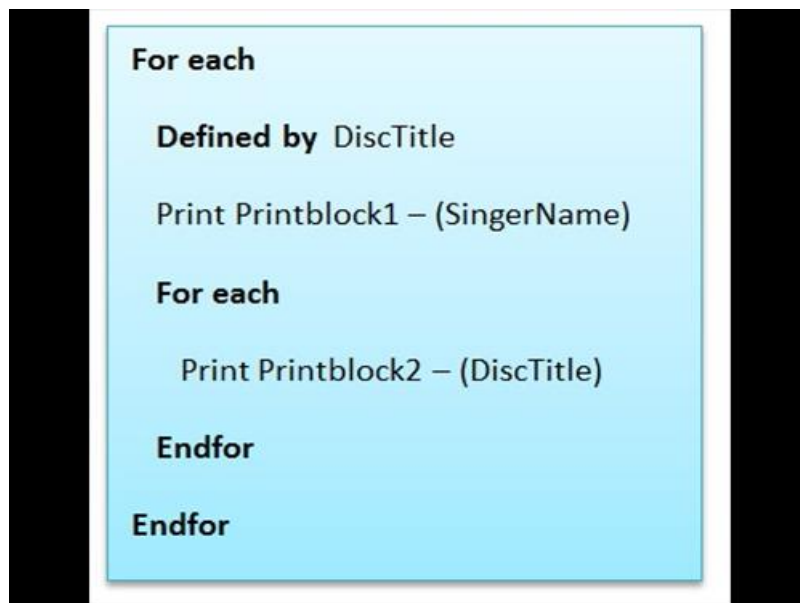 For each
Defined by DiscTitle
Print Printblock1 – (SingerName)
For each
Print Printblock2 – (DiscTitle)
Endfor
Endfor